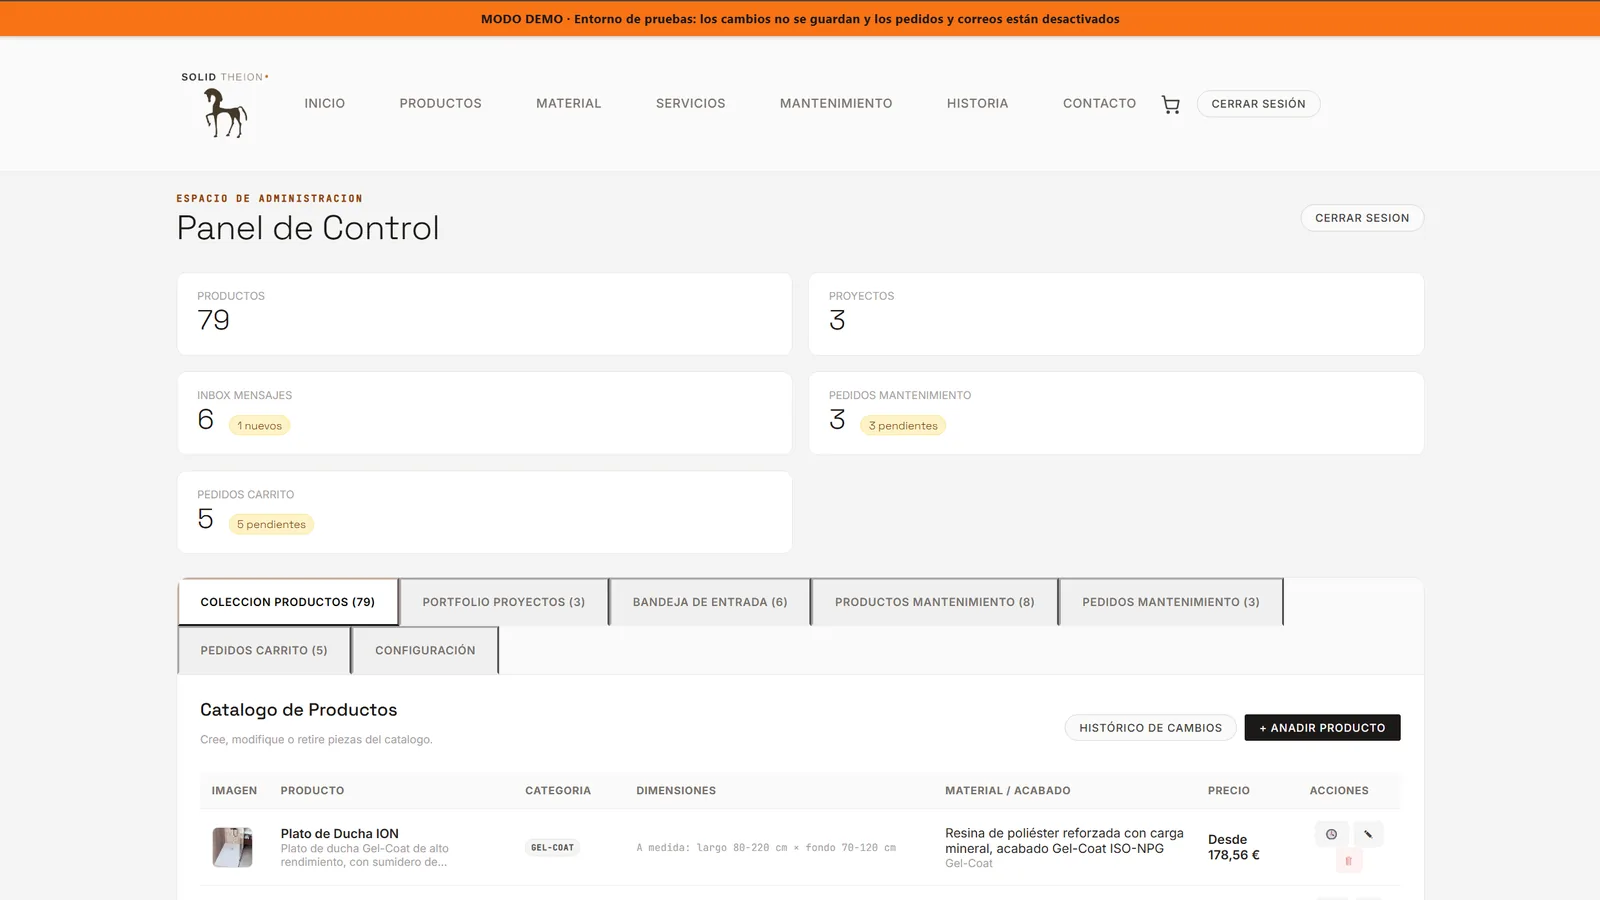 MODO DEMO · Entorno de pruebas: los cambios no se guardan y los pedidos y correos están desactivados
SOLID THEION
INICIO
PRODUCTOS
MATERIAL
SERVICIOS
MANTENIMIENTO
HISTORIA
CONTACTO
CERRAR SESIÓN
ESPACIO DE ADMINISTRACION
Panel de Control
CERRAR SESION
PRODUCTOS
79
PROYECTOS
3
INBOX MENSAJES
6 1 nuevos
PEDIDOS MANTENIMIENTO
3 3 pendientes
PEDIDOS CARRITO
5 5 pendientes
COLECCION PRODUCTOS (79)
PORTFOLIO PROYECTOS (3)
BANDEJA DE ENTRADA (6)
PRODUCTOS MANTENIMIENTO (8)
PEDIDOS MANTENIMIENTO (3)
PEDIDOS CARRITO (5)
CONFIGURACIÓN
Catalogo de Productos
Cree, modifique o retire piezas del catalogo.
HISTÓRICO DE CAMBIOS
+ ANADIR PRODUCTO
IMAGEN
PRODUCTO
CATEGORIA
DIMENSIONES
MATERIAL / ACABADO
PRECIO
ACCIONES
Plato de Ducha ION
Plato de ducha Gel-Coat de alto
rendimiento, con sumidero de...
GEL-COAT
A medida: largo 80-220 cm × fondo 70-120 cm
Resina de poliéster reforzada con carga
mineral, acabado Gel-Coat ISO-NPG
Gel-Coat
Desde
178,56 €